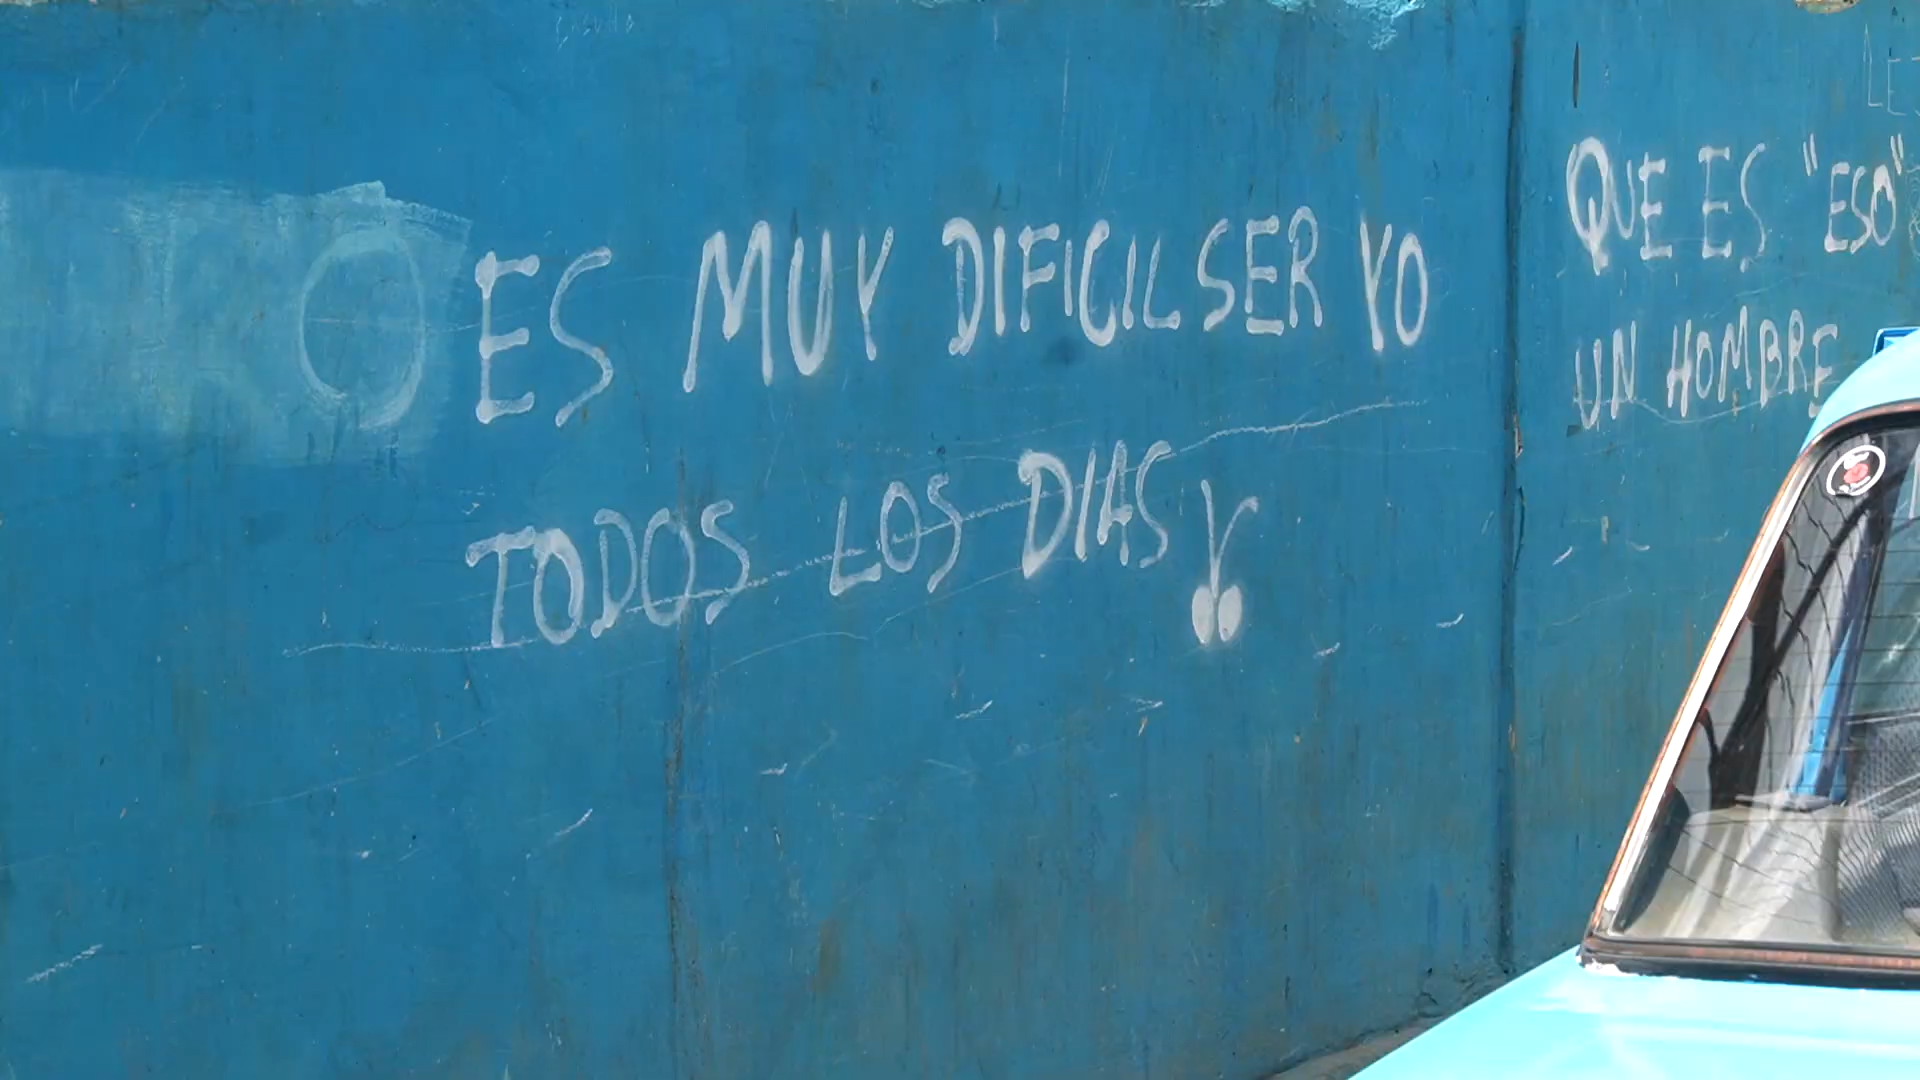 ES MUY DIFICIL SER YO
TODOS LOS DIAS
QUE ES "ESO"
UN HOMBRE